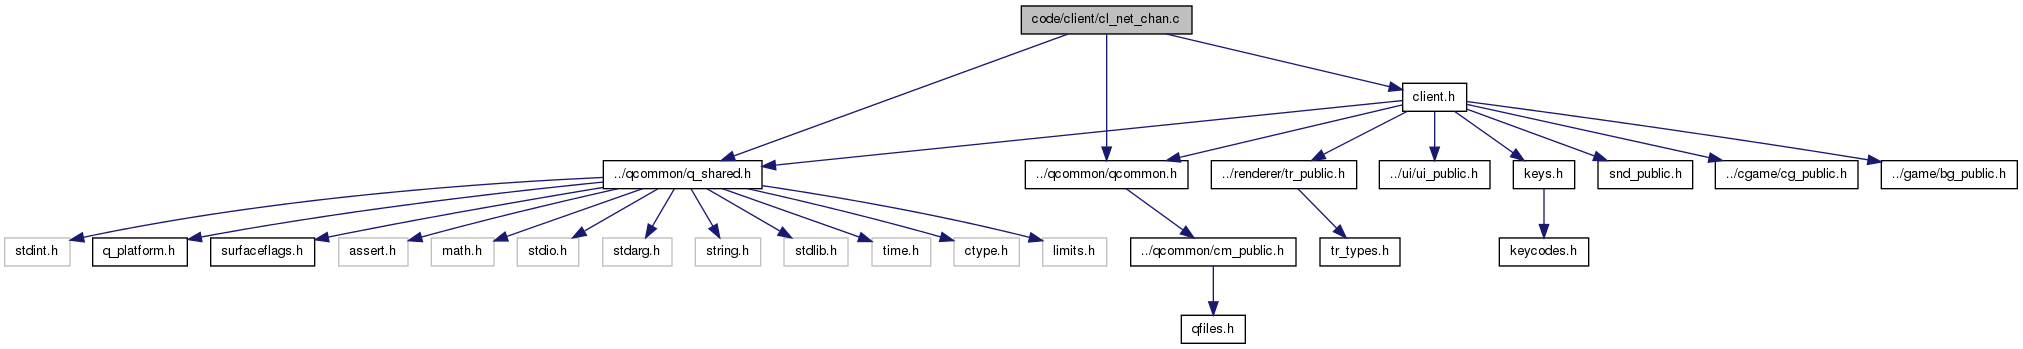 code/client/cl_net_chan.c
client.h
../qcommon/q_shared.h
../qcommon/qcommon.h
../renderer/tr_public.h
../ui/ui_public.h
keys.h
snd_public.h
../cgame/cg_public.h
../game/bg_public.h
stdint.h
q_platform.h
surfaceflags.h
assert.h
math.h
stdio.h
stdarg.h
string.h
stdlib.h
time.h
ctype.h
limits.h
../qcommon/cm_public.h
tr_types.h
keycodes.h
qfiles.h